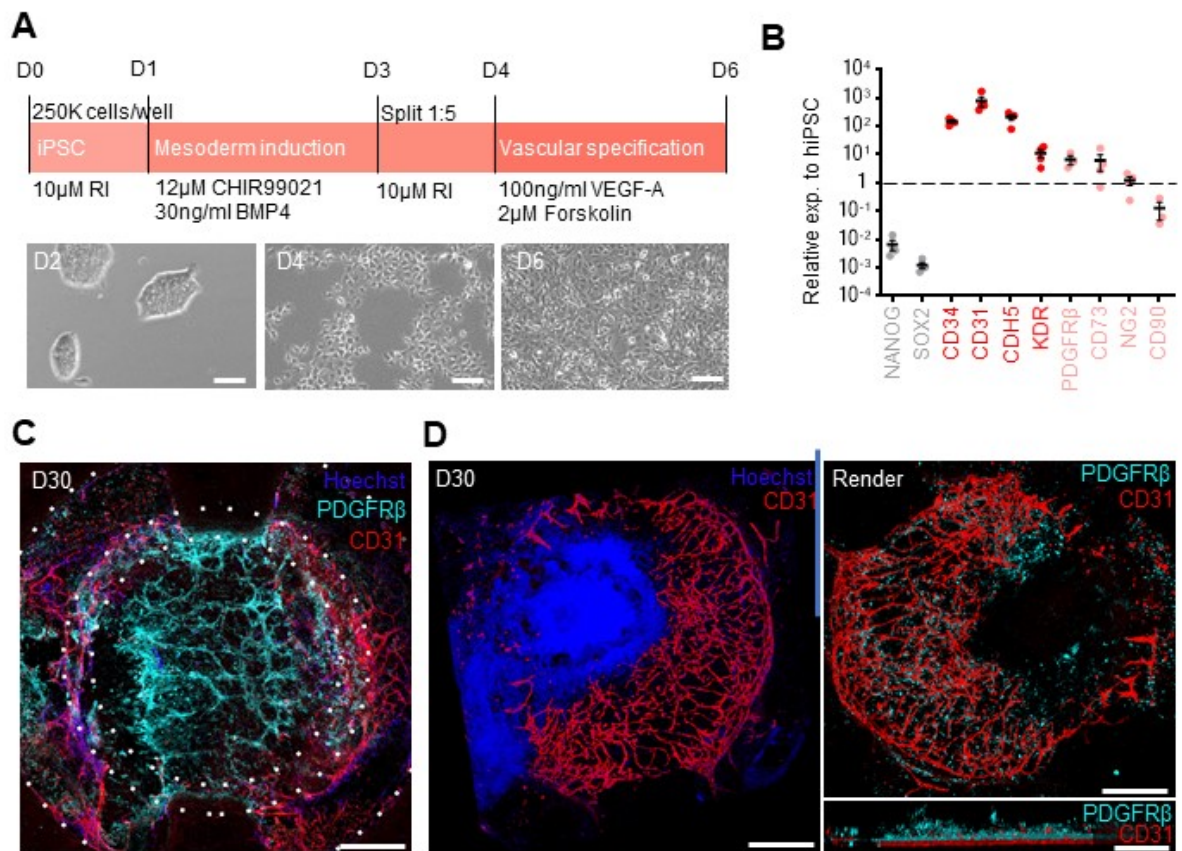 A
D0 D1 D3 D4 D6
250K cells/well Split 1:5
iPSC Mesoderm induction Vascular specification
10µM RI 12µM CHIR99021 10µM RI 100ng/ml VEGF-A
30ng/ml BMP4 2µM Forskolin
D2 D4 D6
B
Relative exp. to hiPSC
10⁴
10³
10²
10¹
1
10⁻¹
10⁻²
10⁻³
10⁻⁴
NANOG SOX2 CD34 CD31 CDH5 KDR PDGFRβ CD73 NG2 CD90
C
D30 Hoechst
PDGFRβ
CD31
D
D30 Hoechst
CD31
Render PDGFRβ
CD31
PDGFRβ
CD31